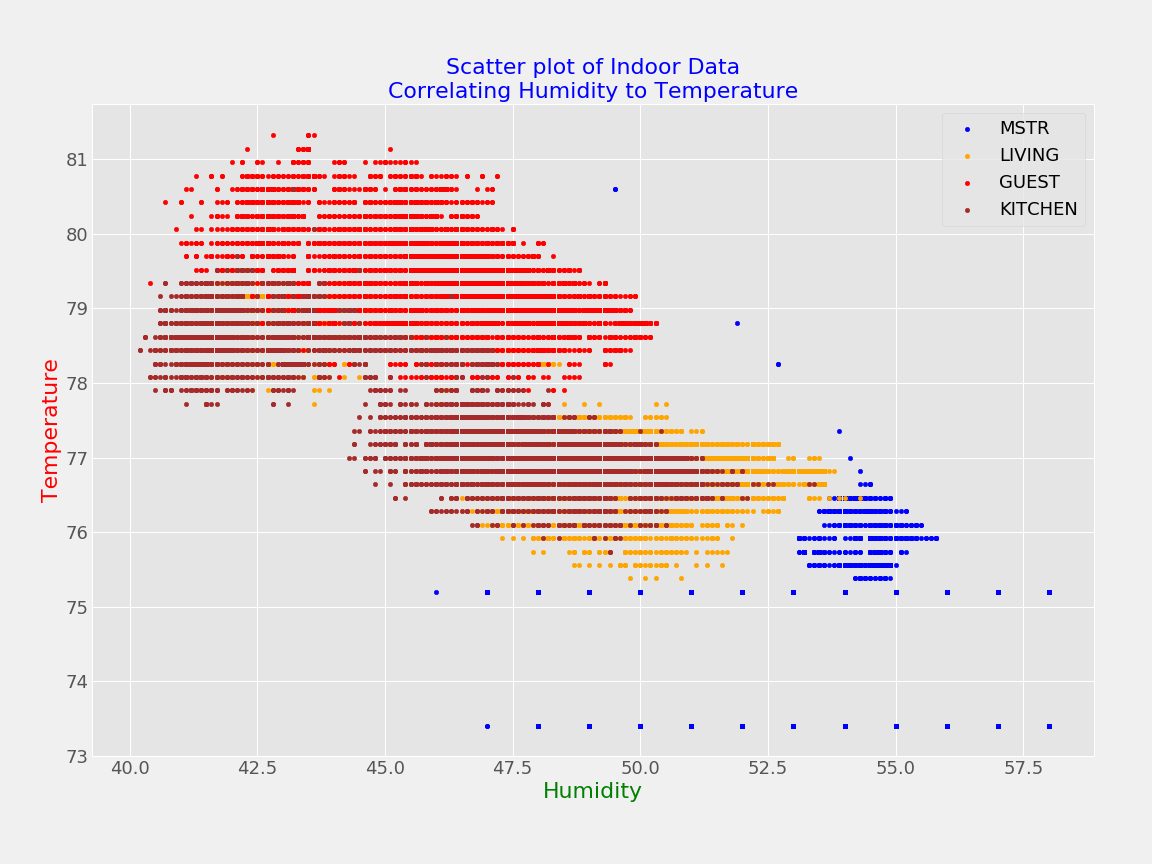 Scatter plot of Indoor Data
Correlating Humidity to Temperature
MSTR
LIVING
GUEST
KITCHEN
81
80
79
78
77
76
75
74
73
Temperature
40.0 42.5 45.0 47.5 50.0 52.5 55.0 57.5
Humidity